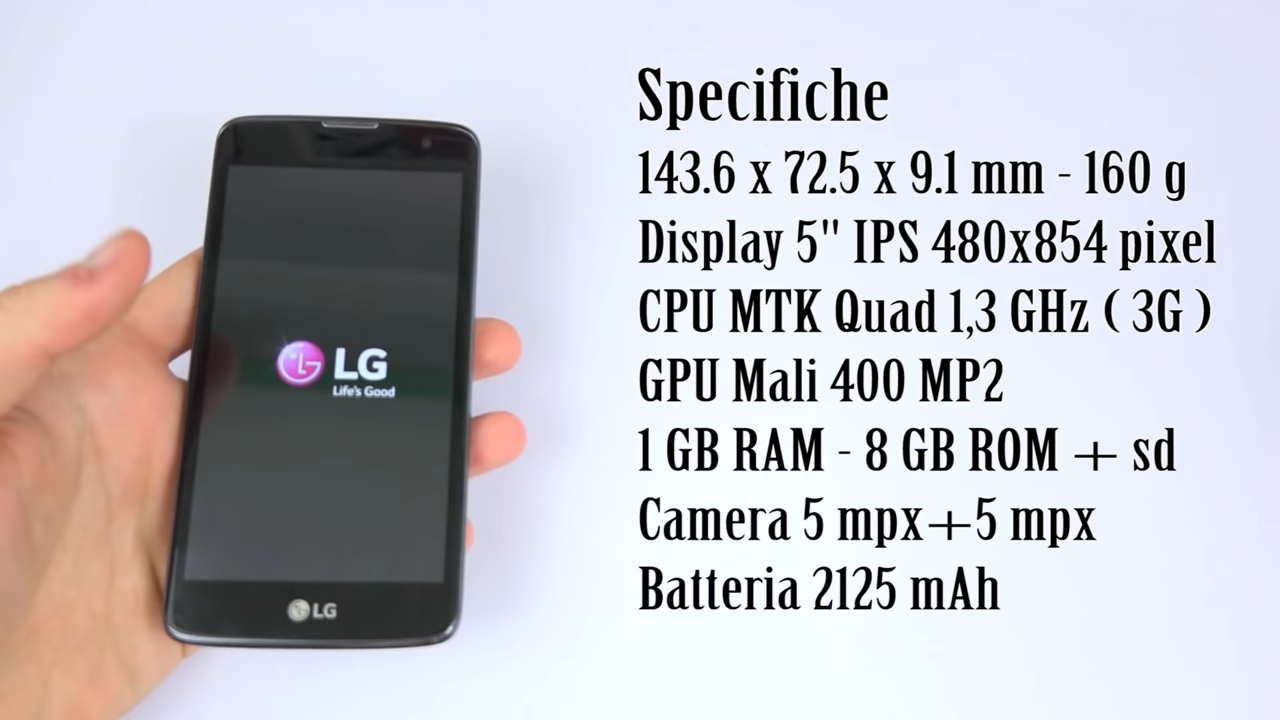 Specifiche
143.6 x 72.5 x 9.1 mm - 160 g
Display 5" IPS 480x854 pixel
CPU MTK Quad 1,3 GHz ( 3G )
GPU Mali 400 MP2
1 GB RAM - 8 GB ROM + sd
Camera 5 mpx+5 mpx
Batteria 2125 mAh
LG
Life's Good
LG